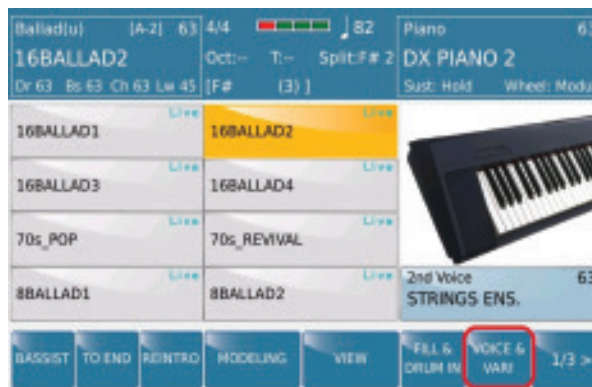 Ballad(u) [A-2] 63 4/4 ♩82 Piano 63
16BALLAD2 Oct:-- T:-- Split:F# 2 DX PIANO 2
Dr 63 Bs 63 Ch 63 Lw 45 [F# (3) ] Sust: Hold Wheel: Modu
Live Live
16BALLAD1 16BALLAD2
Live Live
16BALLAD3 16BALLAD4
Live Live
70s_POP 70s_REVIVAL
Live Live 2nd Voice 63
8BALLAD1 8BALLAD2 STRINGS ENS.
BASSIST TO END REINTRO MODELING VIEW FILL & DRUM IN VOICE & VARI 1/3 >